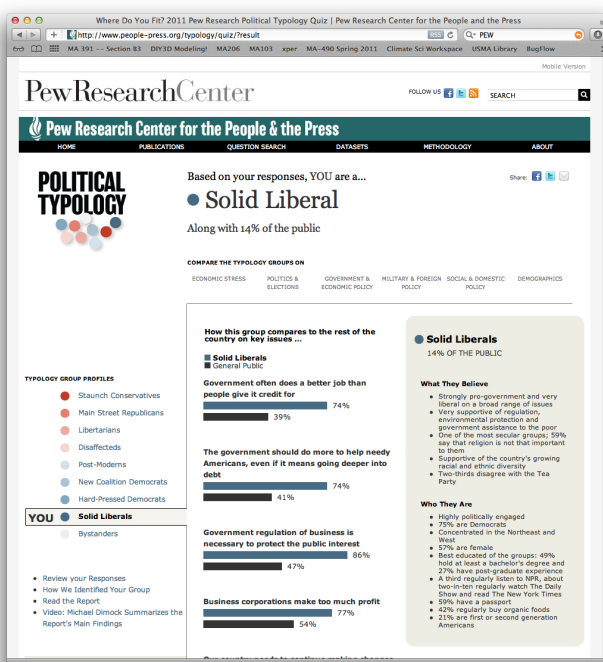 Where Do You Fit? 2011 Pew Research Political Typology Quiz | Pew Research Center for the People and the Press
http://www.people-press.org/typology/quiz/?result
RSS
PEW
MA 391 -- Section B3 DIY3D Modeling! MA206 MA103 xper MA-490 Spring 2011 Climate Sci Workspace USMA Library BugFlow
Mobile Version
PewResearchCenter
FOLLOW US
SEARCH
Pew Research Center for the People & the Press
HOME PUBLICATIONS QUESTION SEARCH DATASETS METHODOLOGY ABOUT
POLITICAL
TYPOLOGY
Based on your responses, YOU are a...
Share:
Solid Liberal
Along with 14% of the public
COMPARE THE TYPOLOGY GROUPS ON
ECONOMIC STRESS
POLITICS &
ELECTIONS
GOVERNMENT &
ECONOMIC POLICY
MILITARY & FOREIGN
POLICY
SOCIAL & DOMESTIC
POLICY
DEMOGRAPHICS
TYPOLOGY GROUP PROFILES
Staunch Conservatives
Main Street Republicans
Libertarians
Disaffecteds
Post-Moderns
New Coalition Democrats
Hard-Pressed Democrats
YOU Solid Liberals
Bystanders
Review your Responses
How We Identified Your Group
Read the Report
Video: Michael Dimock Summarizes the
Report's Main Findings
How this group compares to the rest of the
country on key issues ...
Solid Liberals
General Public
Government often does a better job than
people give it credit for
74%
39%
The government should do more to help needy
Americans, even if it means going deeper into
debt
74%
41%
Government regulation of business is
necessary to protect the public interest
86%
47%
Business corporations make too much profit
77%
54%
Our country needs to continue making changes
Solid Liberals
14% OF THE PUBLIC
What They Believe
Strongly pro-government and very
liberal on a broad range of issues
Very supportive of regulation,
environmental protection and
government assistance to the poor
One of the most secular groups; 59%
say that religion is not that important
to them
Supportive of the country's growing
racial and ethnic diversity
Two-thirds disagree with the Tea
Party
Who They Are
Highly politically engaged
75% are Democrats
Concentrated in the Northeast and
West
57% are female
Best educated of the groups: 49%
hold at least a bachelor's degree and
27% have post-graduate experience
A third regularly listen to NPR, about
two-in-ten regularly watch The Daily
Show and read The New York Times
59% have a passport
42% regularly buy organic foods
21% are first or second generation
Americans